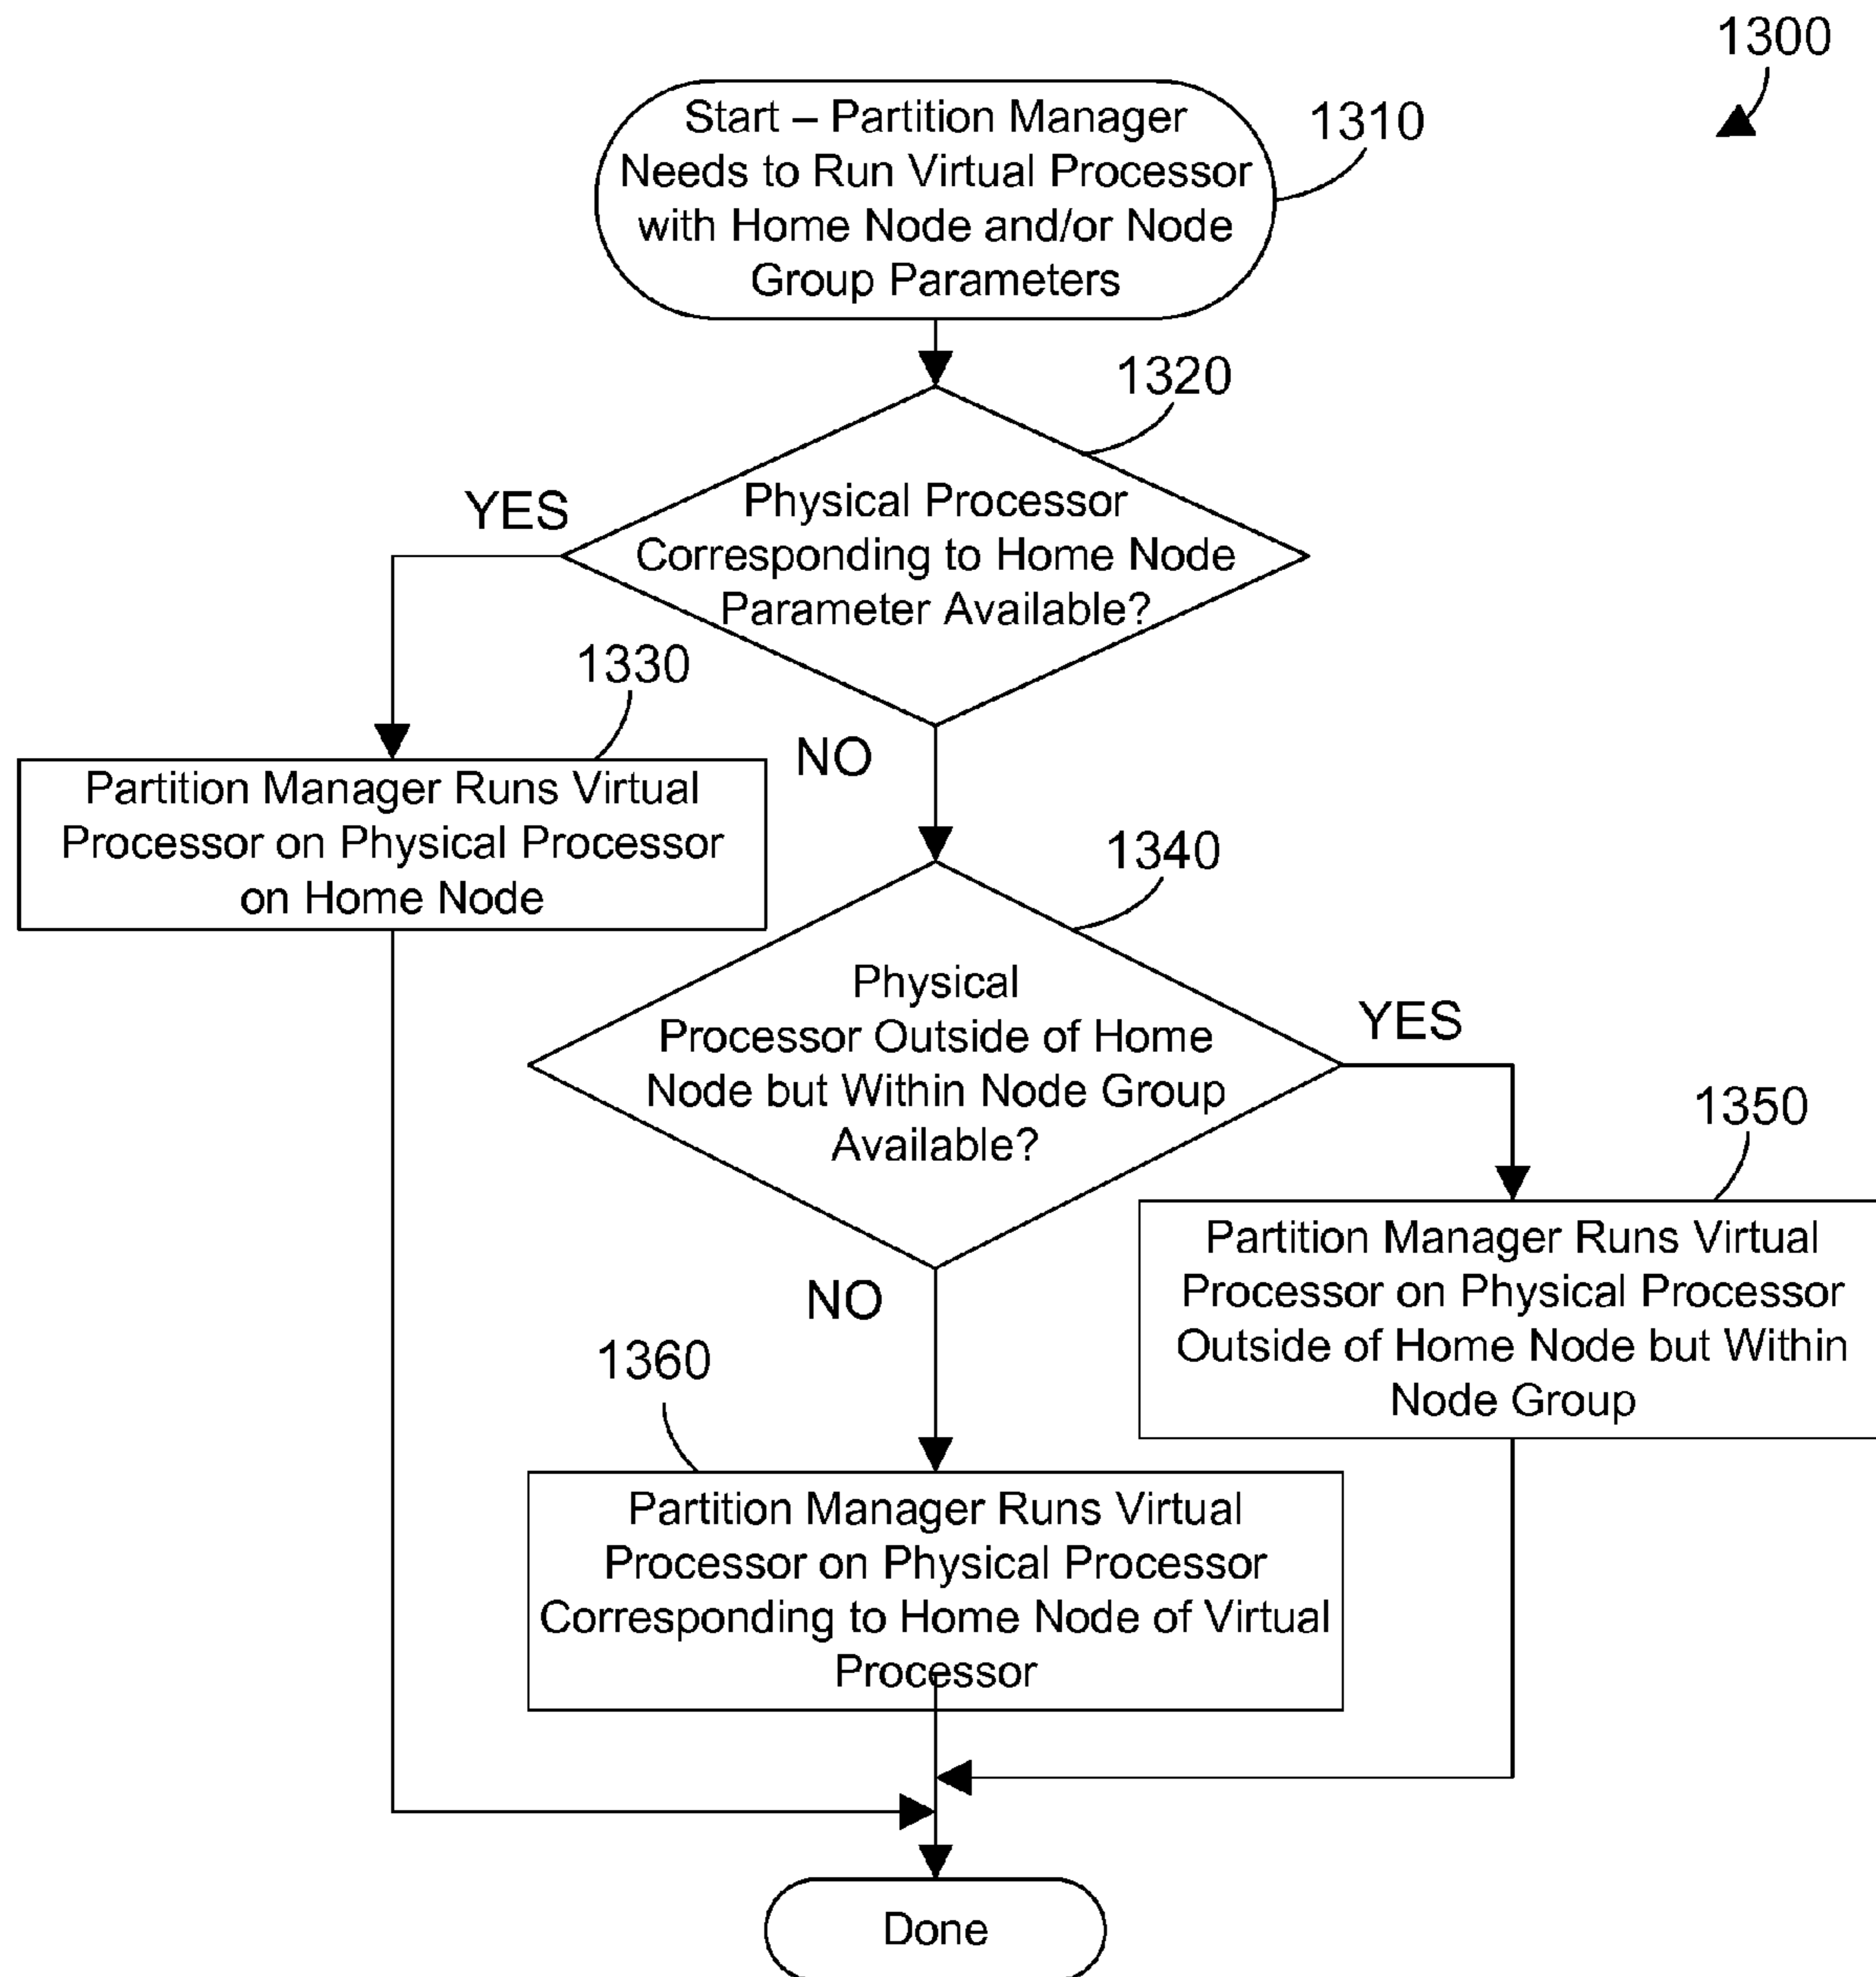 1300
Start – Partition Manager
Needs to Run Virtual Processor
with Home Node and/or Node
Group Parameters
1310
1320
Physical Processor
Corresponding to Home Node
Parameter Available?
YES
NO
1330
Partition Manager Runs Virtual
Processor on Physical Processor
on Home Node
1340
Physical
Processor Outside of Home
Node but Within Node Group
Available?
YES
NO
1350
Partition Manager Runs Virtual
Processor on Physical Processor
Outside of Home Node but Within
Node Group
1360
Partition Manager Runs Virtual
Processor on Physical Processor
Corresponding to Home Node of Virtual
Processor
Done